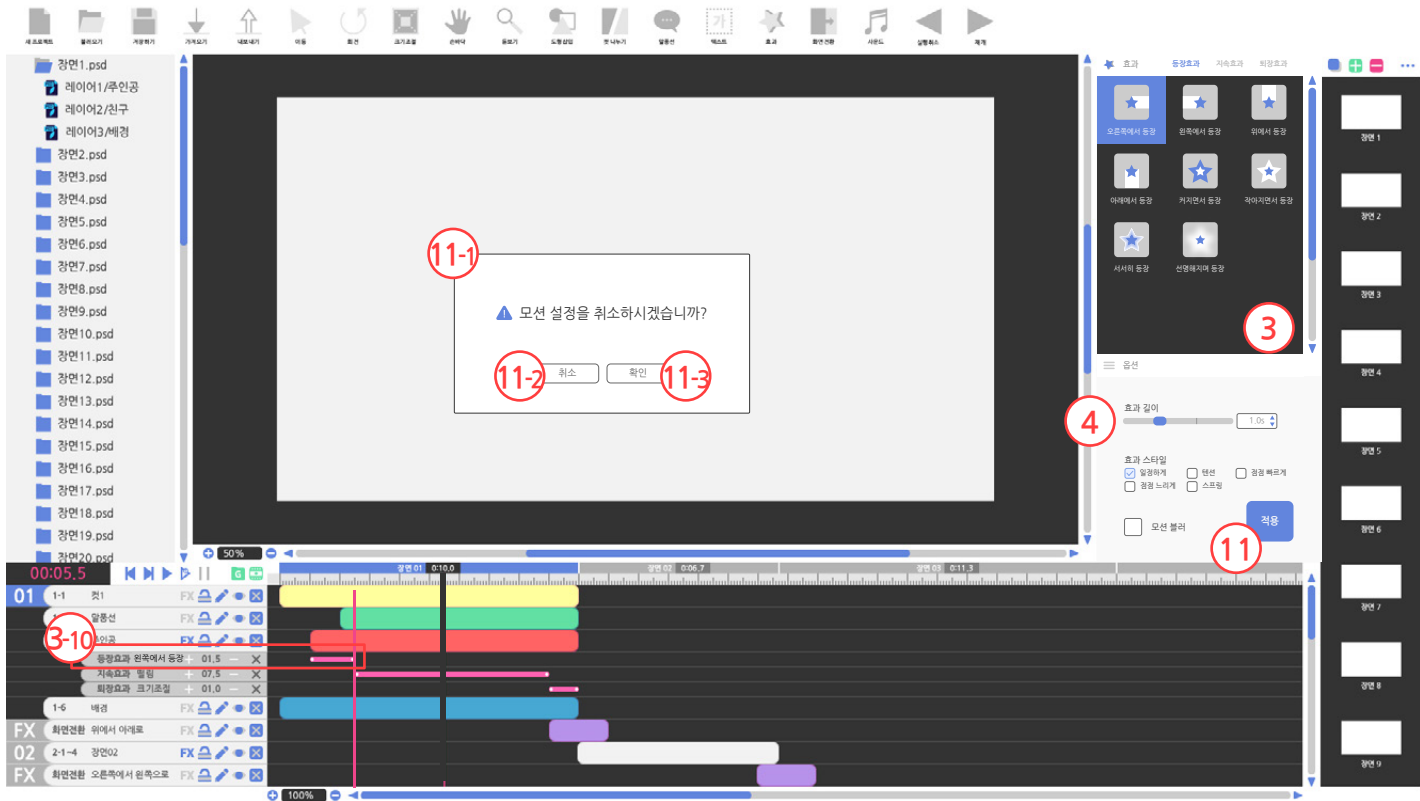 새 프로젝트 불러오기 저장하기 가져오기 내보내기 이동 회전 크기조절 손바닥 돋보기 도형삽입 컷 나누기 말풍선 텍스트 효과 화면전환 사운드 실행취소 재개
가
장면1.psd
레이어1/주인공
레이어2/친구
레이어3/배경
장면2.psd
장면3.psd
장면4.psd
장면5.psd
장면6.psd
장면7.psd
장면8.psd
장면9.psd
장면10.psd
장면11.psd
장면12.psd
장면13.psd
장면14.psd
장면15.psd
장면16.psd
장면17.psd
장면18.psd
장면19.psd
장면20.psd
11-1
모션 설정을 취소하시겠습니까?
11-2 취소 확인 11-3
50%
효과 등장효과 지속효과 퇴장효과
오른쪽에서 등장 왼쪽에서 등장 위에서 등장
아래에서 등장 커지면서 등장 작아지면서 등장
서서히 등장 선명해지며 등장
3
옵션
효과 길이
4
1.0s
효과 스타일
일정하게 텐션 점점 빠르게
점점 느리게 스프링
모션 블러 적용
11
장면 1
장면 2
장면 3
장면 4
장면 5
장면 6
장면 7
장면 8
장면 9
00:05.5 G 장면 01 0:10,0 장면 02 0:06,7 장면 03 0:11,3
01 1-1 컷1 FX
말풍선 FX
3-10 주인공 FX
등장효과 왼쪽에서 등장 + 01,5 − X
지속효과 떨림 + 07,5 − X
퇴장효과 크기조절 + 01,0 − X
1-6 배경 FX
FX 화면전환 위에서 아래로 FX
02 2-1~4 장면02 FX
FX 화면전환 오른쪽에서 왼쪽으로 FX
100%